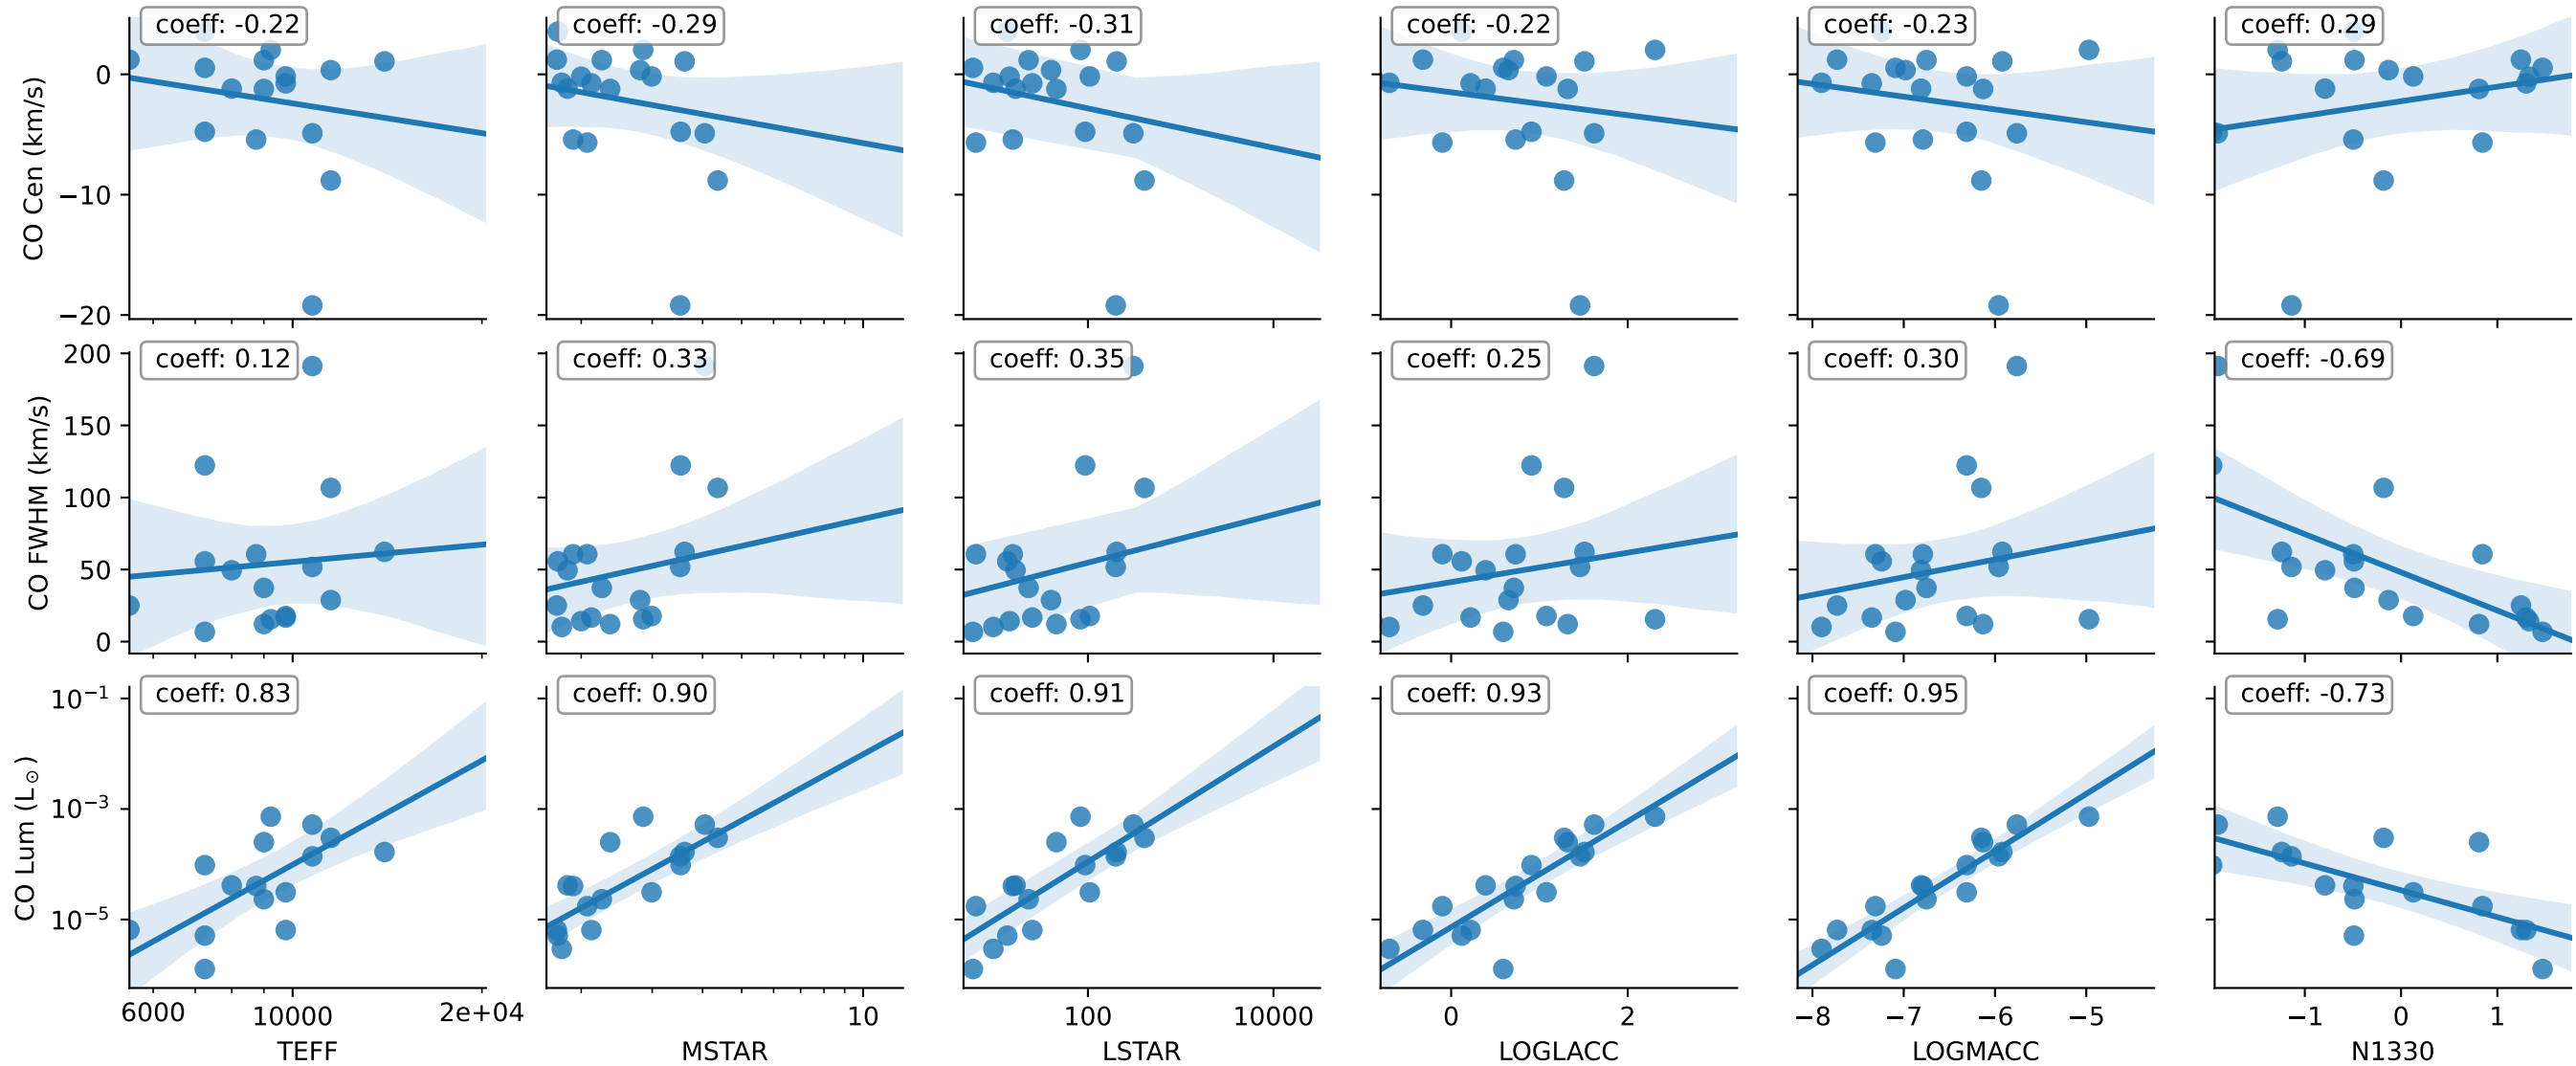 coeff: -0.22
coeff: -0.29
coeff: -0.31
coeff: -0.22
coeff: -0.23
coeff: 0.29
CO Cen (km/s)
0
−10
−20
coeff: 0.12
coeff: 0.33
coeff: 0.35
coeff: 0.25
coeff: 0.30
coeff: -0.69
CO FWHM (km/s)
200
150
100
50
0
coeff: 0.83
coeff: 0.90
coeff: 0.91
coeff: 0.93
coeff: 0.95
coeff: -0.73
CO Lum (L⊙)
10⁻¹
10⁻³
10⁻⁵
6000 10000 2e+04
10
100 10000
0 2
−8 −7 −6 −5
−1 0 1
TEFF
MSTAR
LSTAR
LOGLACC
LOGMACC
N1330